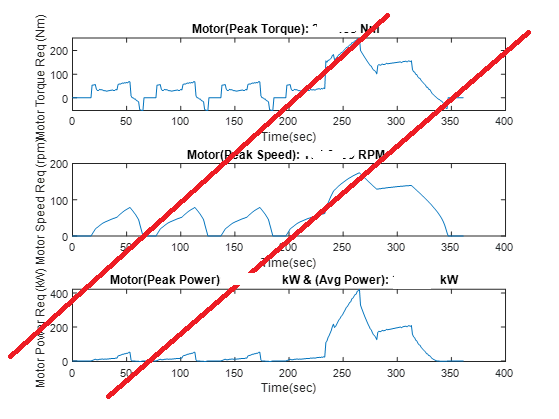 Motor(Peak Torque): Nm
Motor Torque Req (Nm)
200
100
0
0 50 100 150 200 250 300 350 400
Time(sec)
Motor(Peak Speed): RPM
Motor Speed Req (rpm)
200
100
0
0 50 100 150 200 250 300 350 400
Time(sec)
Motor(Peak Power) kW & (Avg Power): kW
Motor Power Req (kW)
400
200
0
0 50 100 150 200 250 300 350 400
Time(sec)